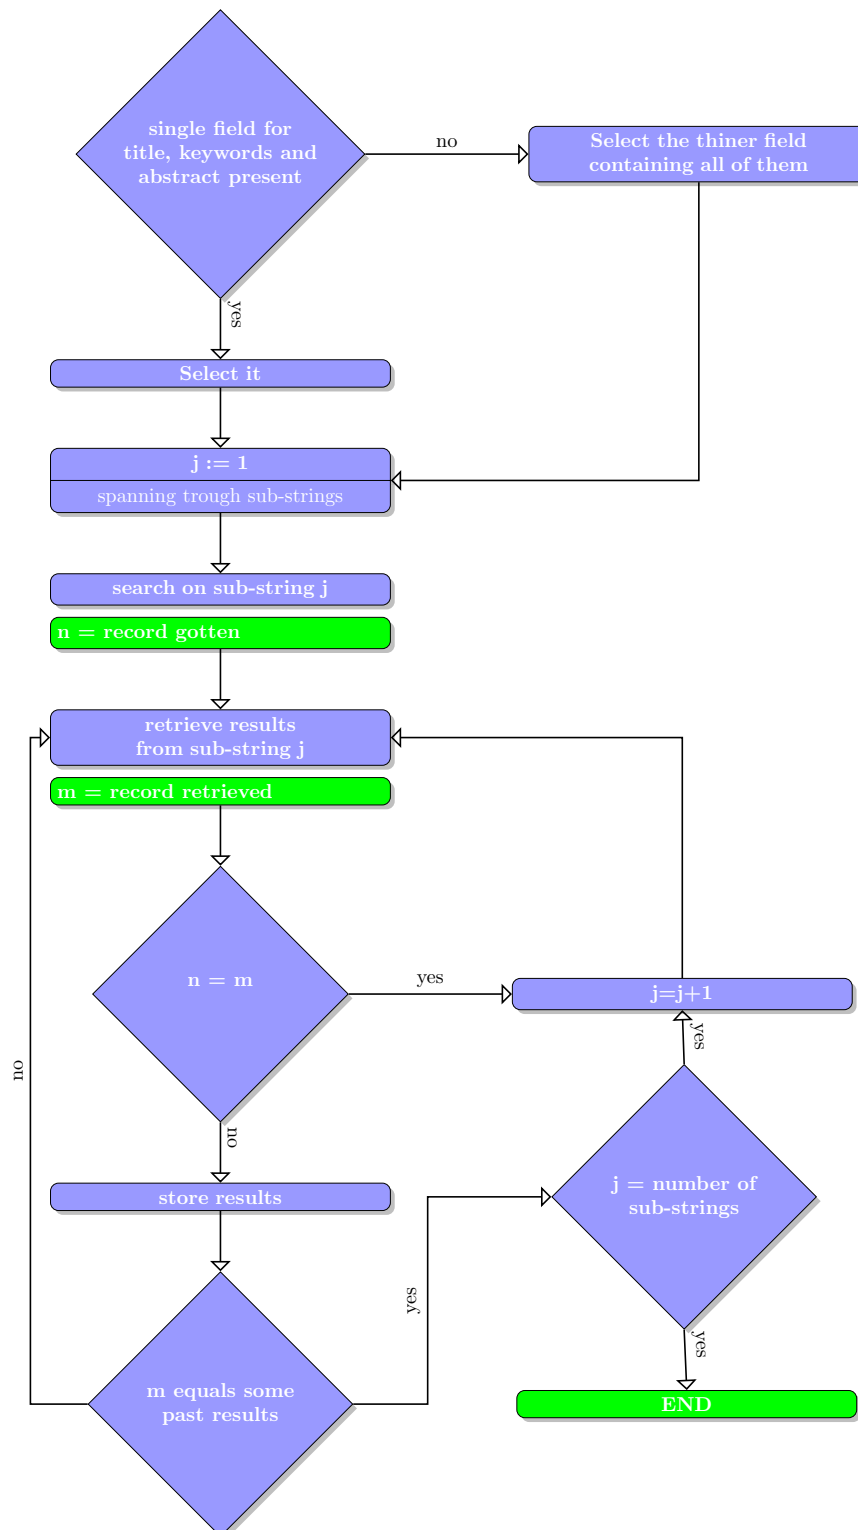 single field for
title, keywords and
abstract present
no
Select the thiner field
containing all of them
yes
Select it
j := 1
spanning trough sub-strings
search on sub-string j
n = record gotten
retrieve results
from sub-string j
m = record retrieved
n = m
yes
j=j+1
yes
no
no
store results
j = number of
sub-strings
yes
yes
m equals some
past results
END